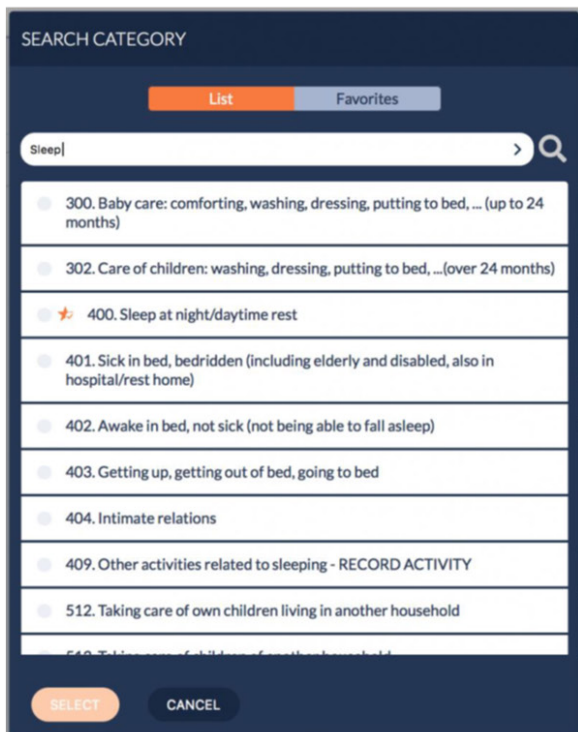 SEARCH CATEGORY
List
Favorites
Sleep
300. Baby care: comforting, washing, dressing, putting to bed, ... (up to 24
months)
302. Care of children: washing, dressing, putting to bed, ...(over 24 months)
400. Sleep at night/daytime rest
401. Sick in bed, bedridden (including elderly and disabled, also in
hospital/rest home)
402. Awake in bed, not sick (not being able to fall asleep)
403. Getting up, getting out of bed, going to bed
404. Intimate relations
409. Other activities related to sleeping - RECORD ACTIVITY
512. Taking care of own children living in another household
SELECT
CANCEL